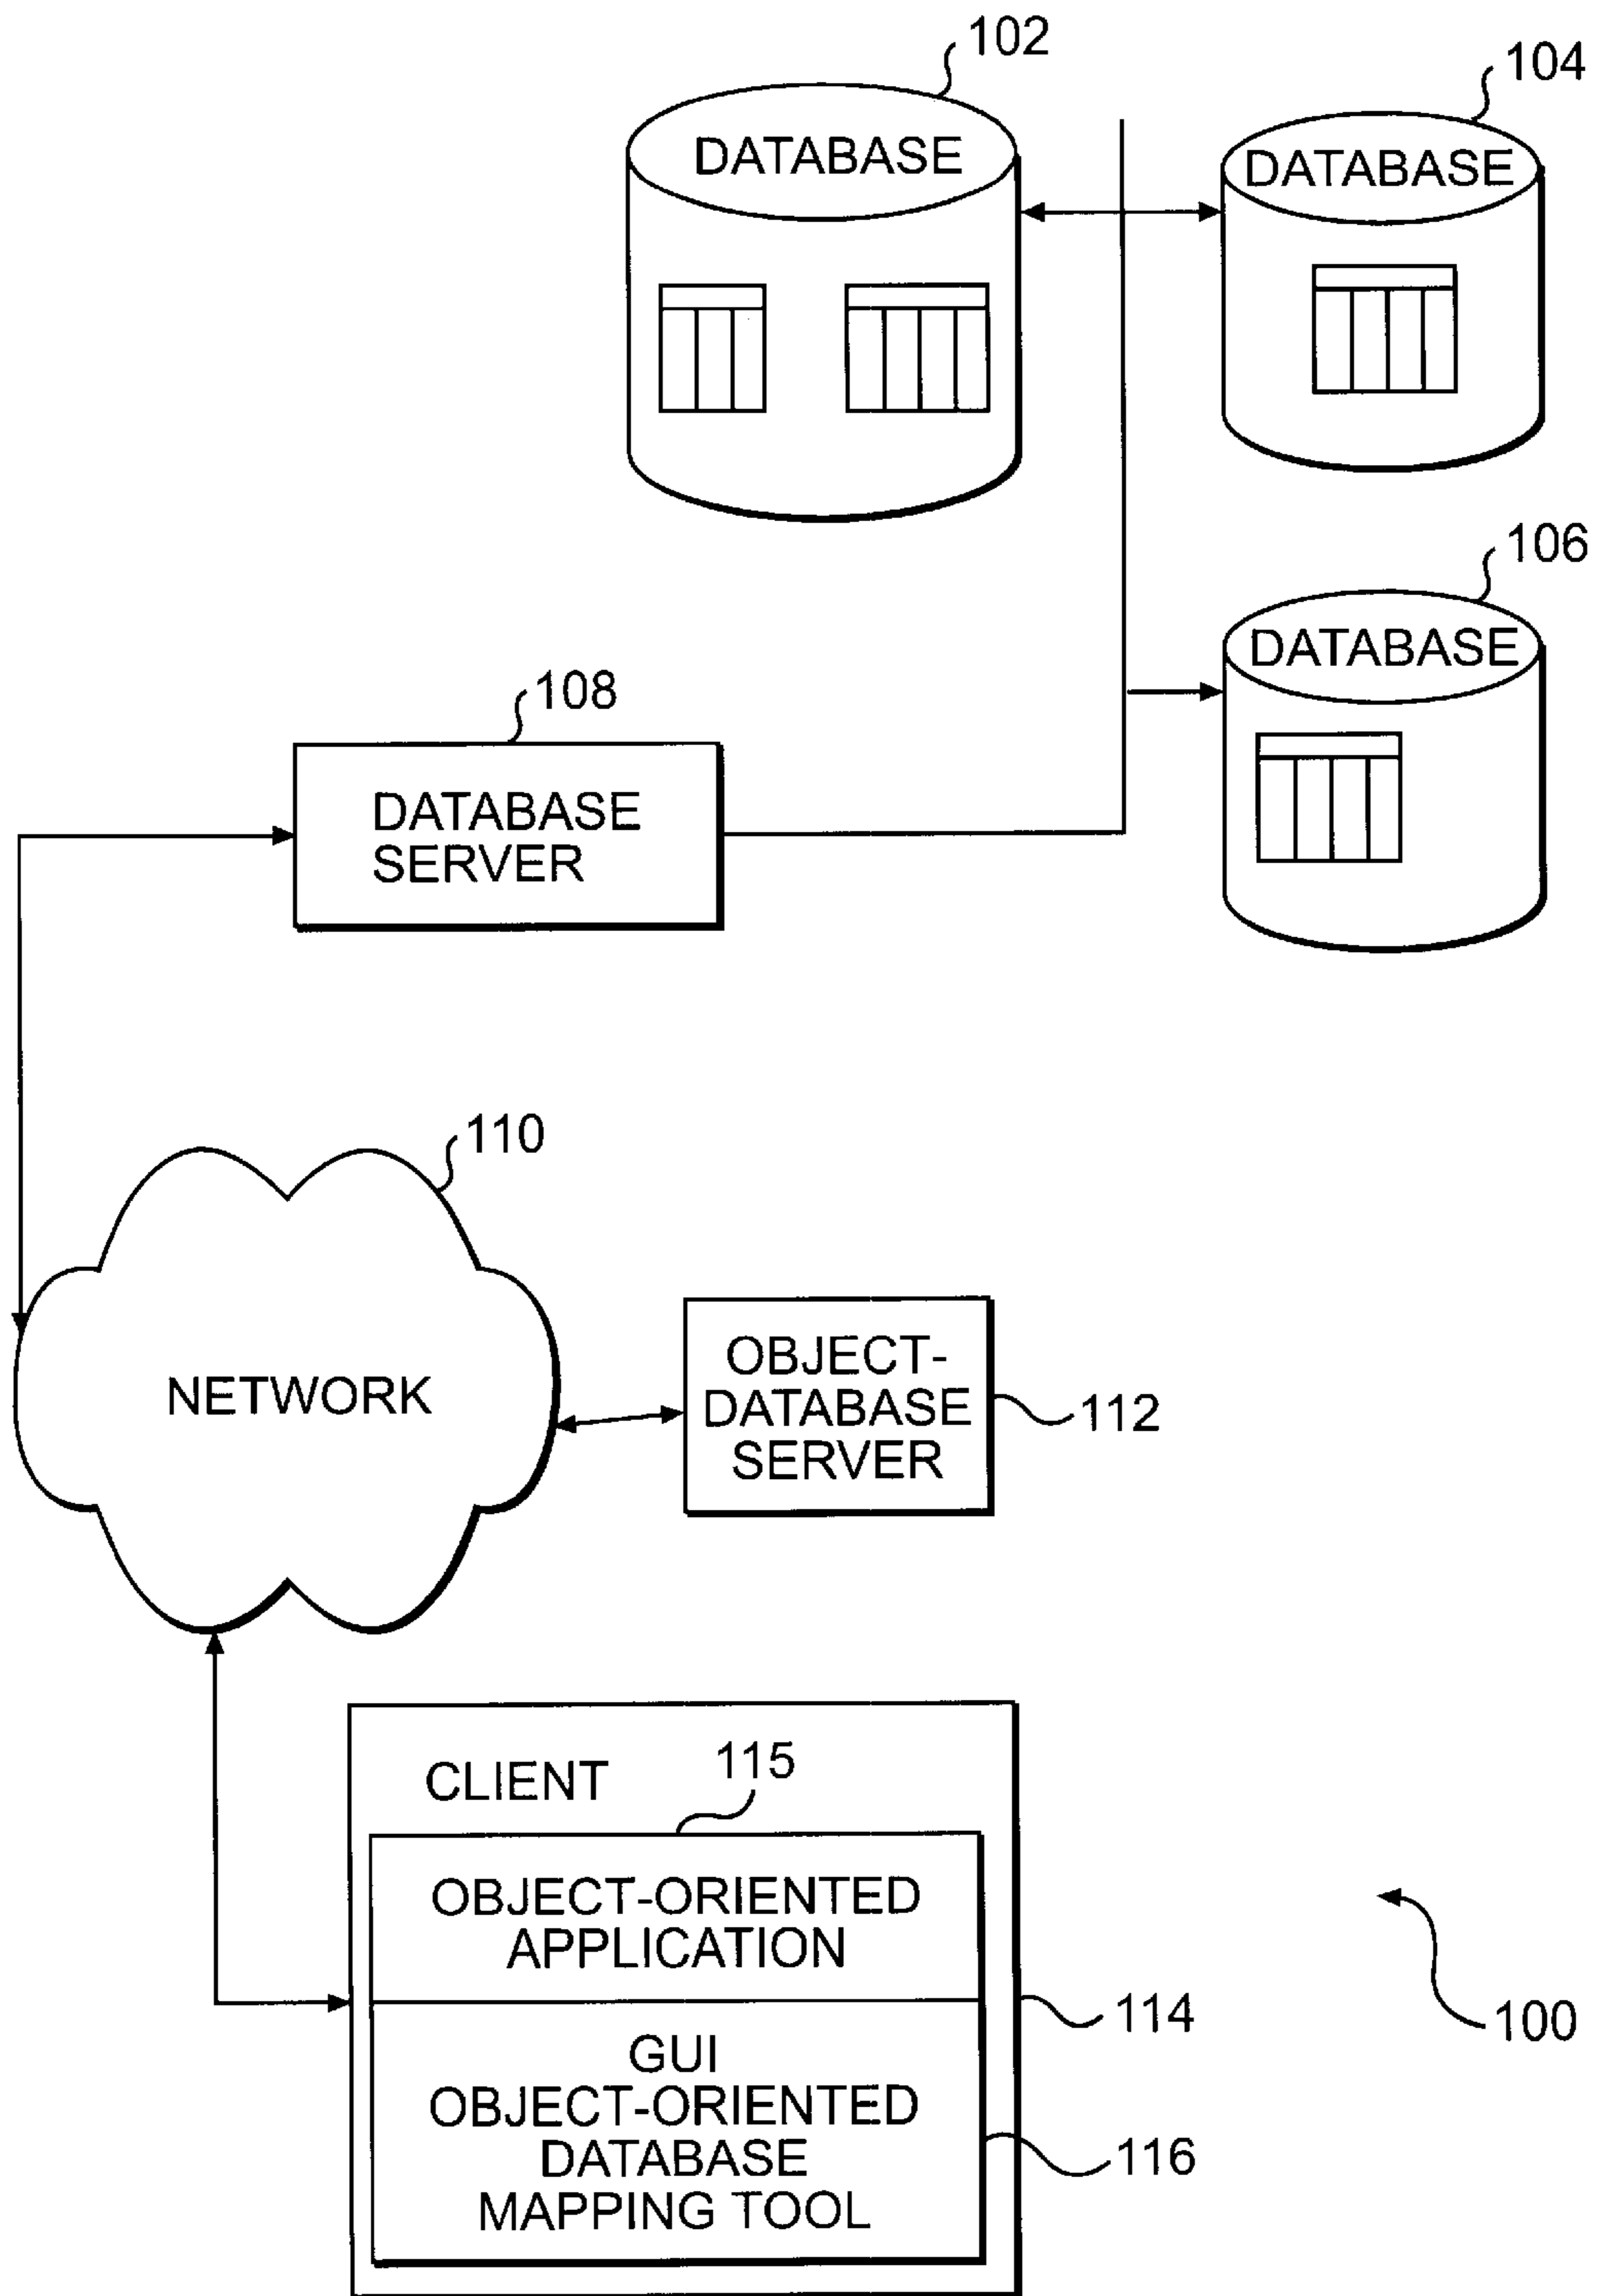 102
104
DATABASE
DATABASE
106
DATABASE
108
DATABASE
SERVER
110
NETWORK
OBJECT-
DATABASE
SERVER
112
CLIENT
115
OBJECT-ORIENTED
APPLICATION
114
100
GUI
OBJECT-ORIENTED
DATABASE
MAPPING TOOL
116